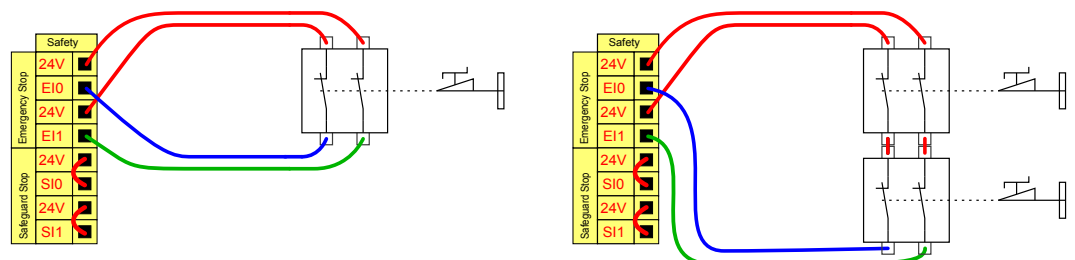 Safety
Emergency Stop
24V
EI0
24V
EI1
Safeguard Stop
24V
SI0
24V
SI1
Safety
Emergency Stop
24V
EI0
24V
EI1
Safeguard Stop
24V
SI0
24V
SI1